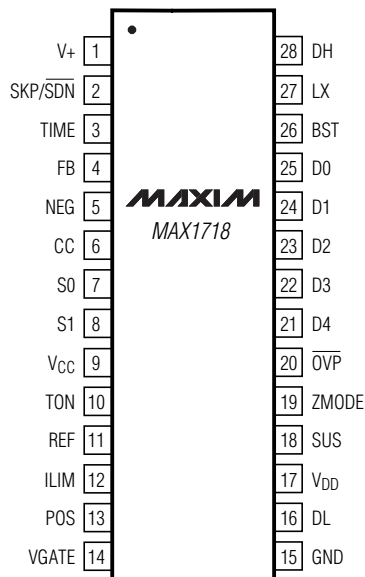 V+ 1 28 DH
SKP/S̅D̅N̅ 2 27 LX
TIME 3 26 BST
FB 4 25 D0
NEG 5 MAXIM 24 D1
CC 6 MAX1718 23 D2
S0 7 22 D3
S1 8 21 D4
VCC 9 20 O̅V̅P̅
TON 10 19 ZMODE
REF 11 18 SUS
ILIM 12 17 VDD
POS 13 16 DL
VGATE 14 15 GND